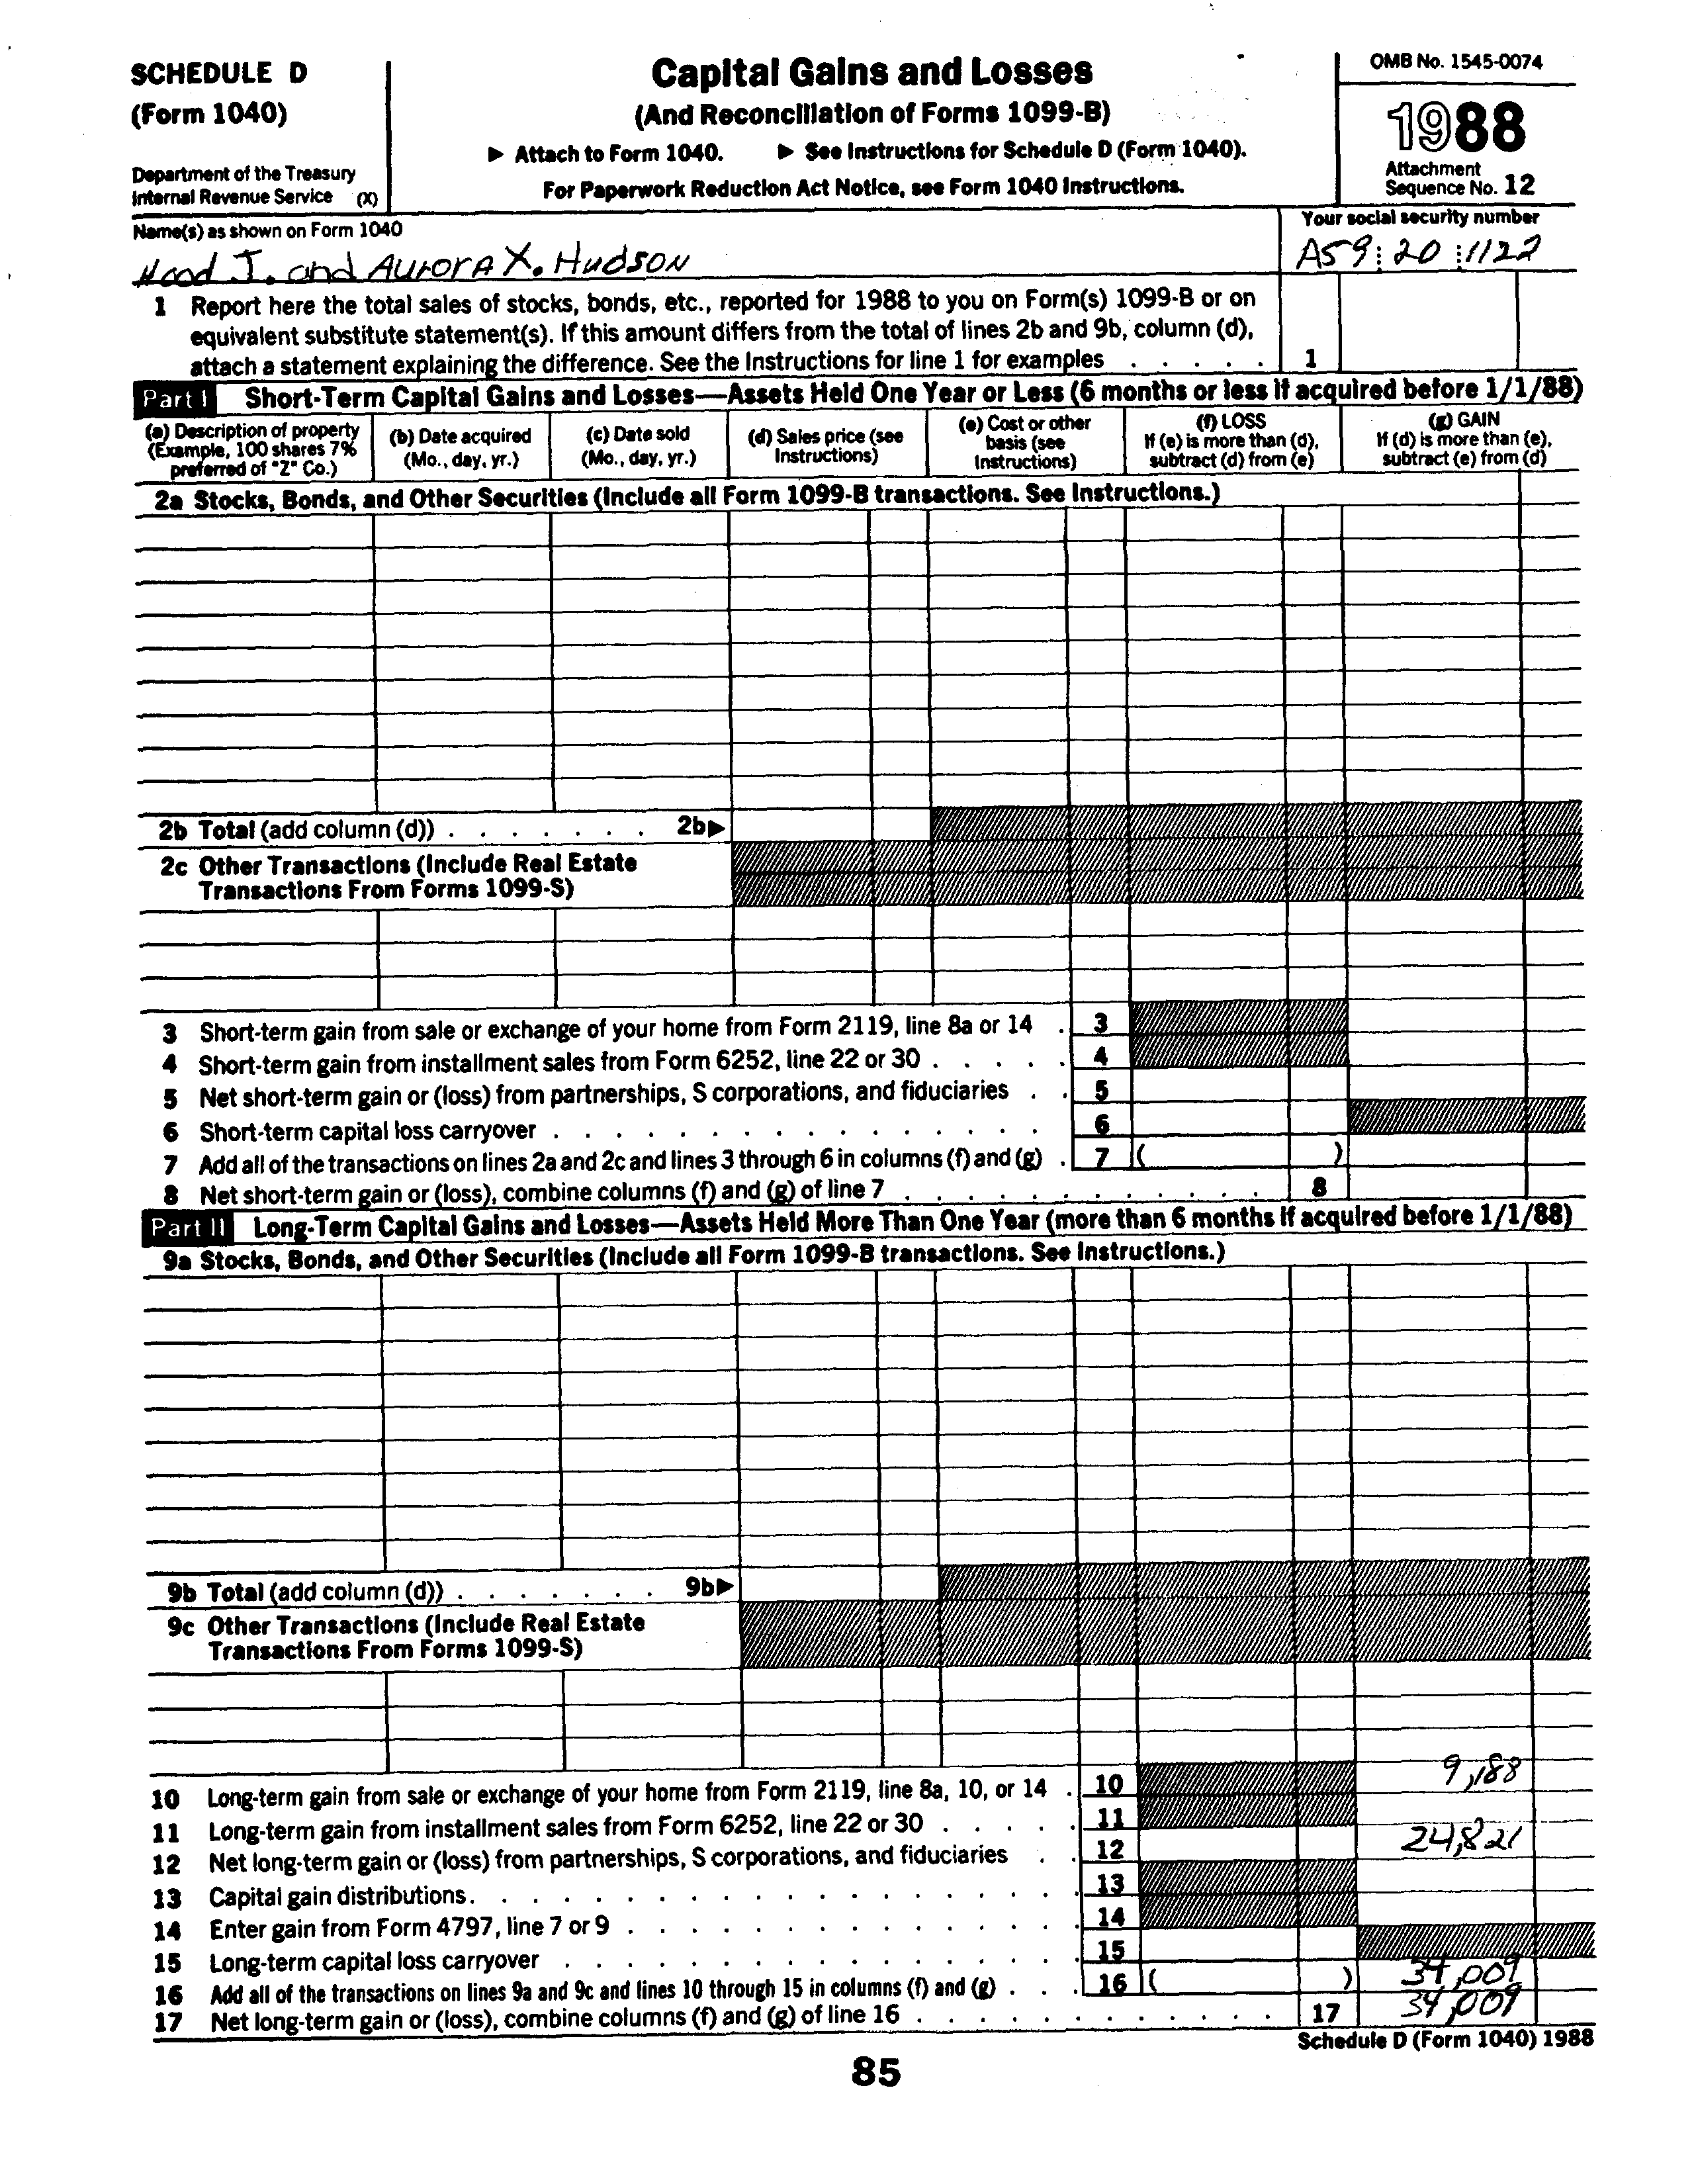 SCHEDULE D
(Form 1040)
Department of the Treasury
Internal Revenue Service (X)
Capital Gains and Losses
(And Reconciliation of Forms 1099-B)
▶ Attach to Form 1040. ▶ See Instructions for Schedule D (Form 1040).
For Paperwork Reduction Act Notice, see Form 1040 Instructions.
OMB No. 1545-0074
1988
Attachment
Sequence No. 12
Name(s) as shown on Form 1040
Hood J. and Aurora X. Hudson
Your social security number
A59 20 1122
1 Report here the total sales of stocks, bonds, etc., reported for 1988 to you on Form(s) 1099-B or on
equivalent substitute statement(s). If this amount differs from the total of lines 2b and 9b, column (d),
attach a statement explaining the difference. See the Instructions for line 1 for examples . . . . . 1
Part I Short-Term Capital Gains and Losses—Assets Held One Year or Less (6 months or less if acquired before 1/1/88)
(a) Description of property
(Example, 100 shares 7%
preferred of "Z" Co.)
(b) Date acquired
(Mo., day, yr.)
(c) Date sold
(Mo., day, yr.)
(d) Sales price (see
Instructions)
(e) Cost or other
basis (see
Instructions)
(f) LOSS
If (e) is more than (d),
subtract (d) from (e)
(g) GAIN
If (d) is more than (e),
subtract (e) from (d)
2a Stocks, Bonds, and Other Securities (Include all Form 1099-B transactions. See Instructions.)
2b Total (add column (d)) . . . . . . . 2b▶
2c Other Transactions (Include Real Estate
Transactions From Forms 1099-S)
3 Short-term gain from sale or exchange of your home from Form 2119, line 8a or 14 . 3
4 Short-term gain from installment sales from Form 6252, line 22 or 30 . . . . . 4
5 Net short-term gain or (loss) from partnerships, S corporations, and fiduciaries . . 5
6 Short-term capital loss carryover . . . . . . . . . . . . . . . . 6
7 Add all of the transactions on lines 2a and 2c and lines 3 through 6 in columns (f) and (g) . 7 ( )
8 Net short-term gain or (loss), combine columns (f) and (g) of line 7 . . . . . . . . . . . . 8
Part II Long-Term Capital Gains and Losses—Assets Held More Than One Year (more than 6 months if acquired before 1/1/88)
9a Stocks, Bonds, and Other Securities (Include all Form 1099-B transactions. See Instructions.)
9b Total (add column (d)) . . . . . . . 9b▶
9c Other Transactions (Include Real Estate
Transactions From Forms 1099-S)
10 Long-term gain from sale or exchange of your home from Form 2119, line 8a, 10, or 14 . 10 9,188
11 Long-term gain from installment sales from Form 6252, line 22 or 30 . . . . . 11
12 Net long-term gain or (loss) from partnerships, S corporations, and fiduciaries . . 12 24,821
13 Capital gain distributions. . . . . . . . . . . . . . . . . . . . 13
14 Enter gain from Form 4797, line 7 or 9 . . . . . . . . . . . . . . 14
15 Long-term capital loss carryover . . . . . . . . . . . . . . . . 15
16 Add all of the transactions on lines 9a and 9c and lines 10 through 15 in columns (f) and (g) . . . 16 ( ) 34,009
17 Net long-term gain or (loss), combine columns (f) and (g) of line 16 . . . . . . . . . . . 17 34,009
Schedule D (Form 1040) 1988
85